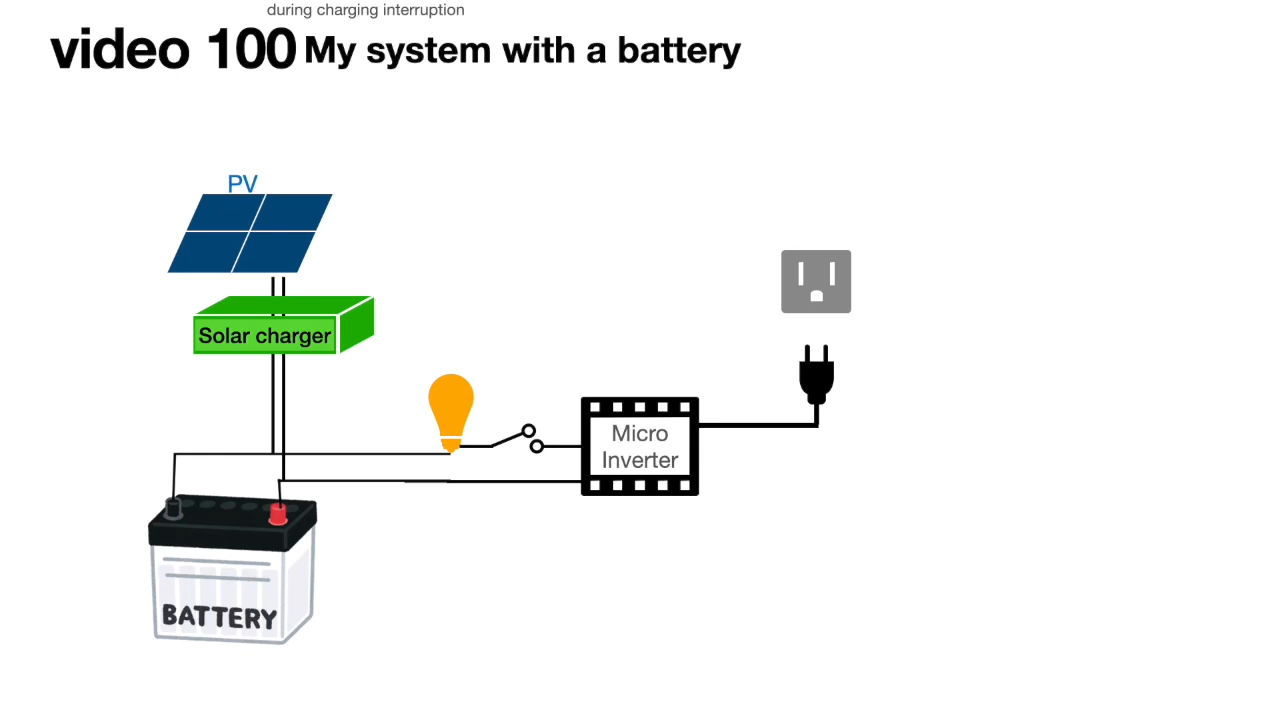 during charging interruption
video 100 My system with a battery
PV
Solar charger
Micro
Inverter
BATTERY